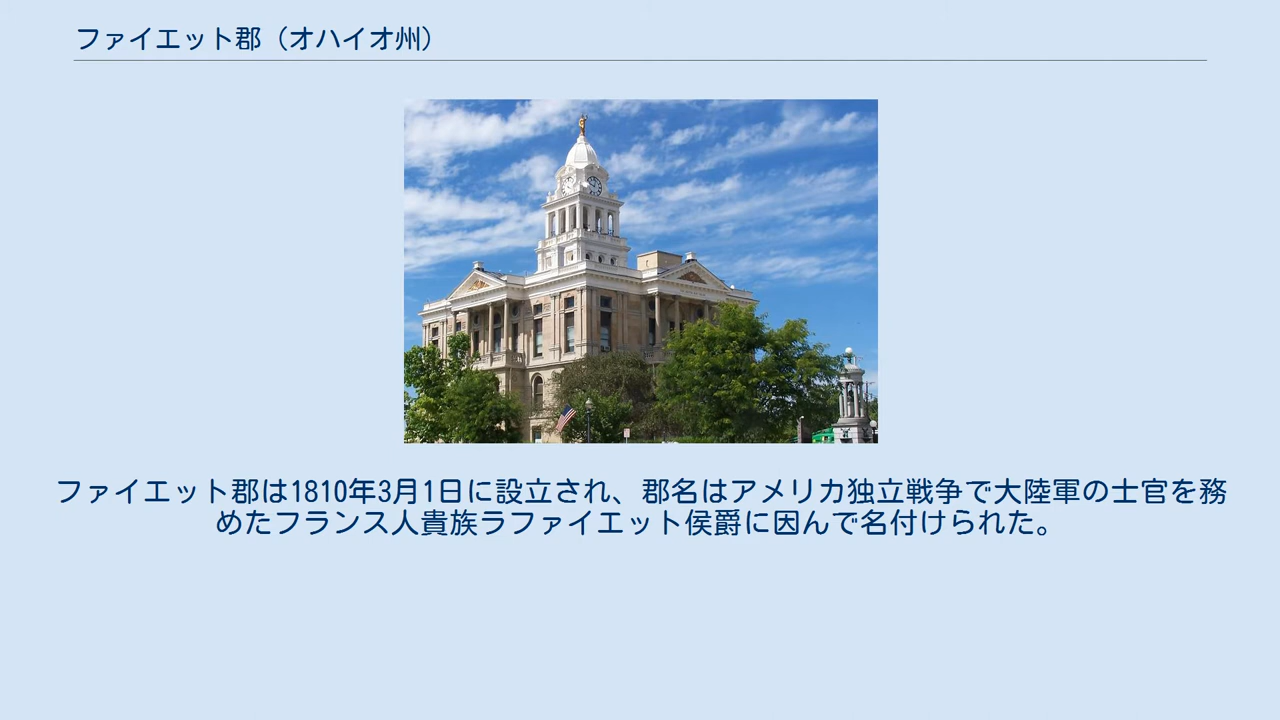 ファイエット郡（オハイオ州）
ファイエット郡は1810年3月1日に設立され、郡名はアメリカ独立戦争で大陸軍の士官を務
めたフランス人貴族ラファイエット侯爵に因んで名付けられた。